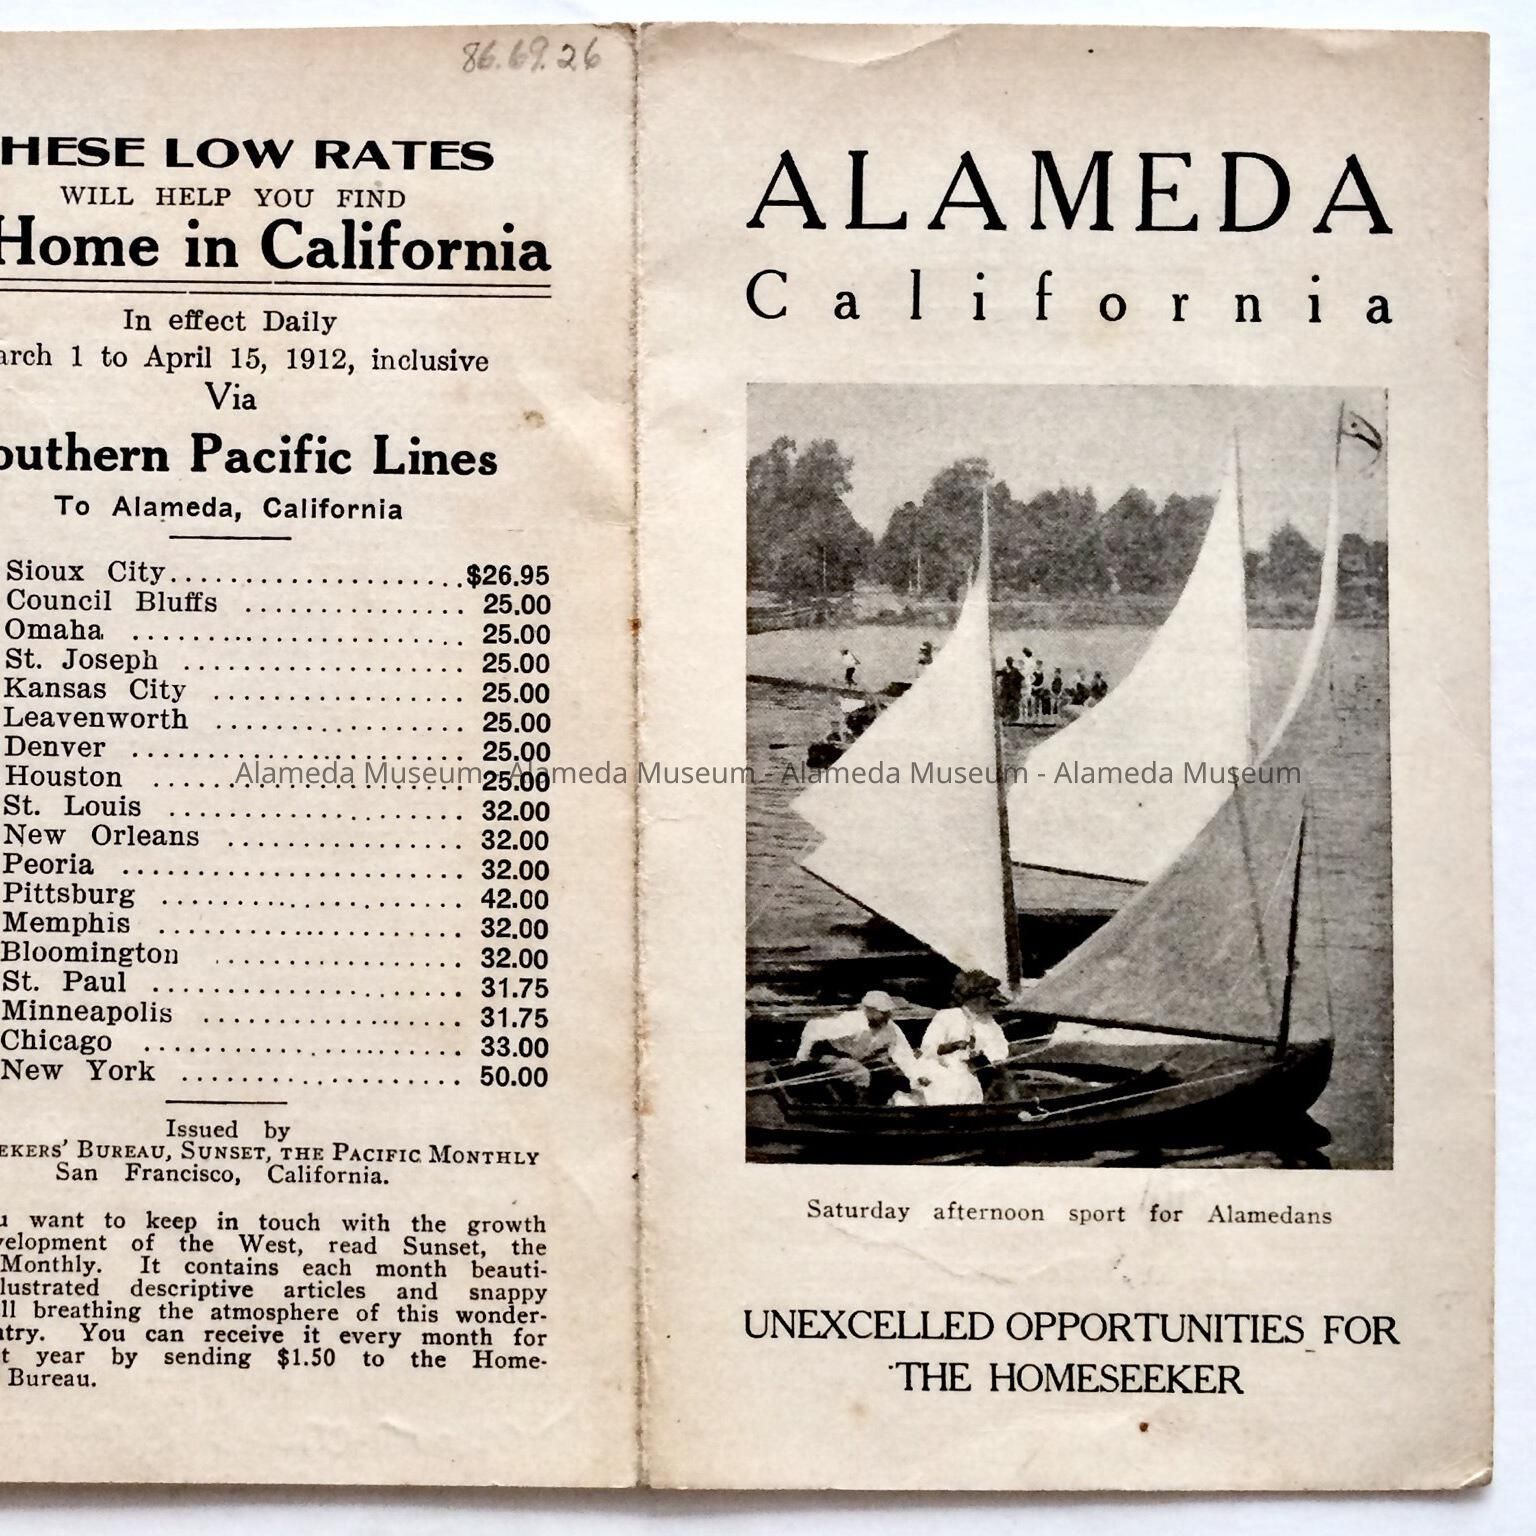 86.69.26
HESE LOW RATES
WILL HELP YOU FIND
Home in California
In effect Daily
arch 1 to April 15, 1912, inclusive
Via
outhern Pacific Lines
To Alameda, California
Sioux City......................$26.95
Council Bluffs ................ 25.00
Omaha ....................... 25.00
St. Joseph .................... 25.00
Kansas City .................. 25.00
Leavenworth .................. 25.00
Denver ....................... 25.00
Houston ...................... 25.00
St. Louis ..................... 32.00
New Orleans ................. 32.00
Peoria ........................ 32.00
Pittsburg ..................... 42.00
Memphis ..................... 32.00
Bloomington ................. 32.00
St. Paul ...................... 31.75
Minneapolis .................. 31.75
Chicago ...................... 33.00
New York .................... 50.00
Issued by
EKERS' BUREAU, SUNSET, THE PACIFIC MONTHLY
San Francisco, California.
u want to keep in touch with the growth
velopment of the West, read Sunset, the
Monthly. It contains each month beauti-
lustrated descriptive articles and snappy
ll breathing the atmosphere of this wonder-
ntry. You can receive it every month for
t year by sending $1.50 to the Home-
Bureau.
ALAMEDA
California
Saturday afternoon sport for Alamedans
UNEXCELLED OPPORTUNITIES FOR
THE HOMESEEKER
Alameda Museum - Alameda Museum - Alameda Museum - Alameda Museum